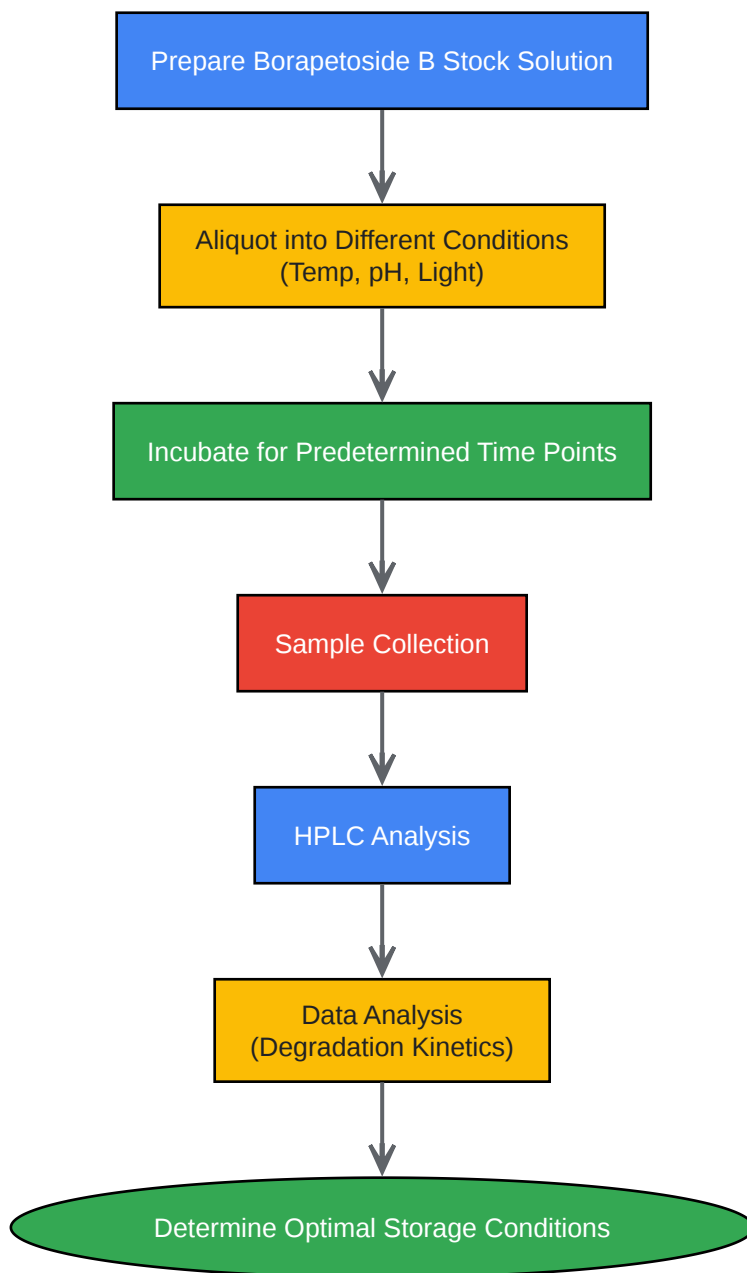 Prepare Borapetoside B Stock Solution
Aliquot into Different Conditions
(Temp, pH, Light)
Incubate for Predetermined Time Points
Sample Collection
HPLC Analysis
Data Analysis
(Degradation Kinetics)
Determine Optimal Storage Conditions